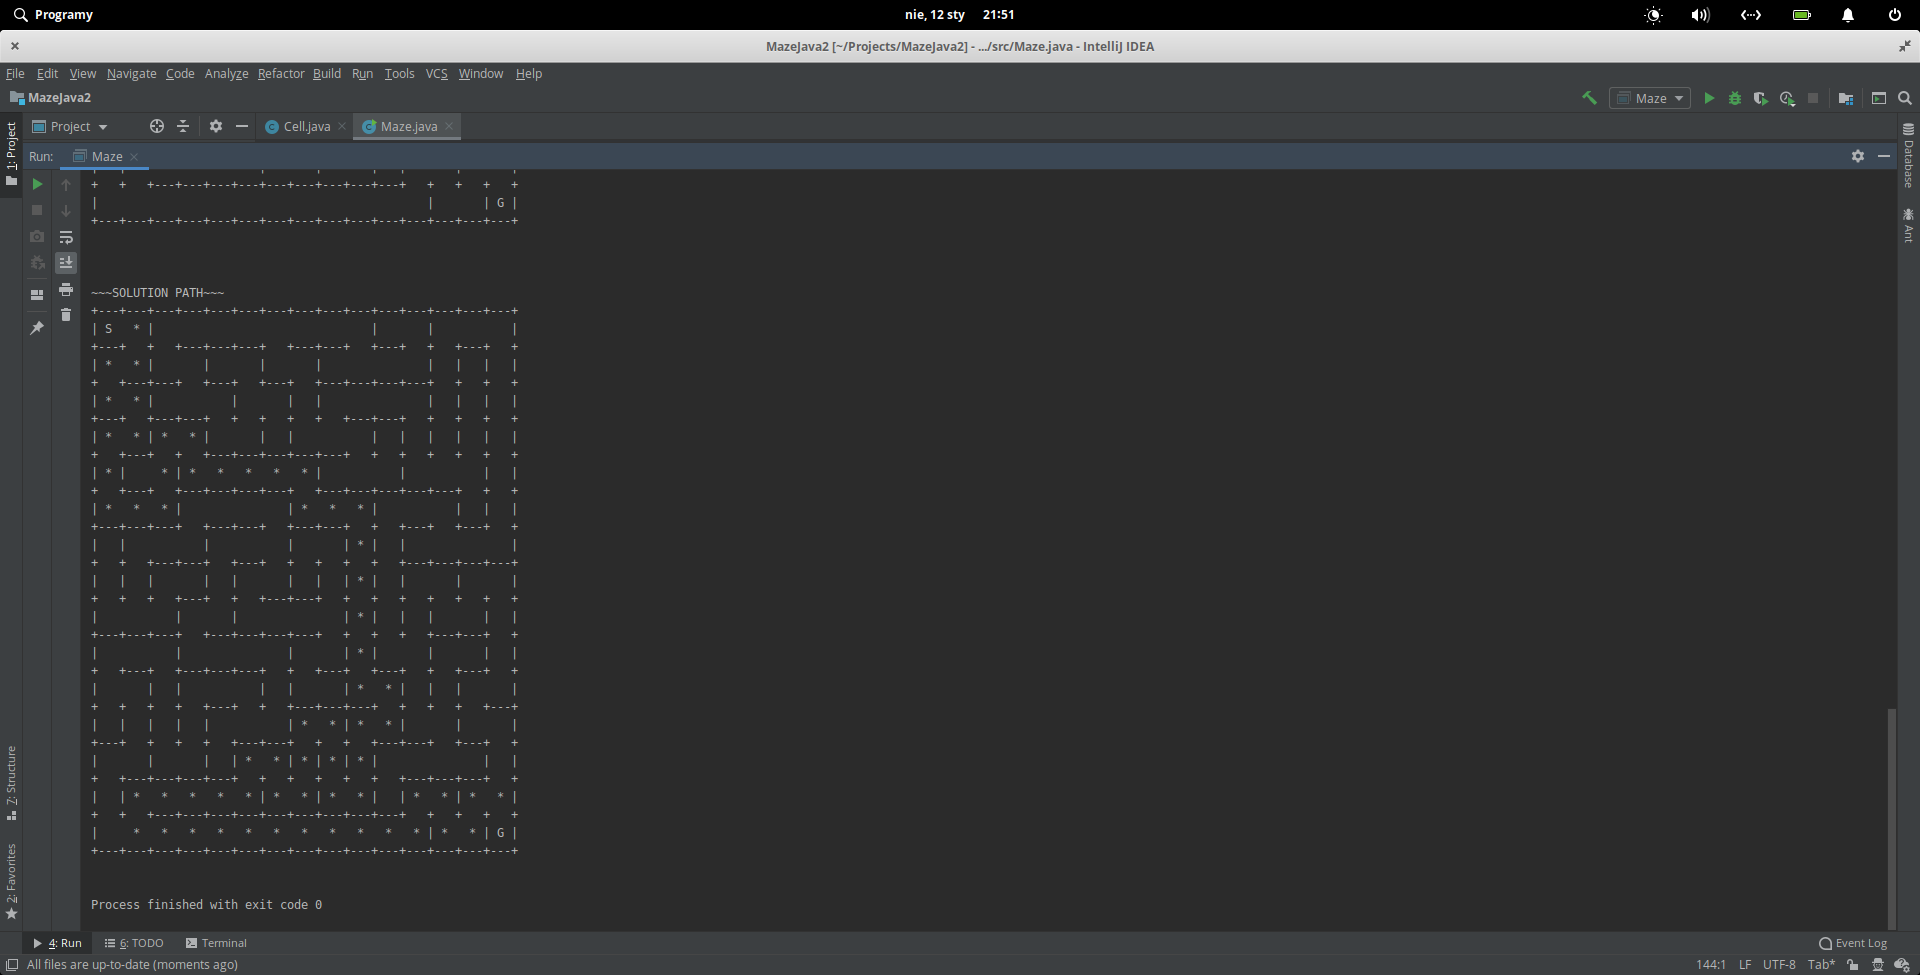 Programy nie, 12 sty 21:51
MazeJava2 [~/Projects/MazeJava2] - .../src/Maze.java - IntelliJ IDEA
File Edit View Navigate Code Analyze Refactor Build Run Tools VCS Window Help
MazeJava2 Maze
Project Cell.java Maze.java
1: Project
Run: Maze
Database
Ant
+   +   +---+---+---+---+---+---+---+---+---+   +   +   +   +
|                                               |       | G |
+---+---+---+---+---+---+---+---+---+---+---+---+---+---+---+
~~~SOLUTION PATH~~~
+---+---+---+---+---+---+---+---+---+---+---+---+---+---+---+
| S   * |                               |       |           |
+---+   +   +---+---+---+   +---+---+   +---+   +   +---+   +
| *   * |       |       |       |               |   |   |   |
+   +---+---+   +---+   +---+   +---+---+---+---+   +   +   +
| *   * |           |       |   |               |   |   |   |
+---+   +---+---+   +   +   +   +   +---+---+   +   +   +   +
| *   * | *   * |       |   |           |   |   |   |   |   |
+   +---+   +   +---+---+---+---+---+   +   +   +   +   +   +
| * |     * | *   *   *   *   * |           |           |   |
+   +---+   +---+---+---+---+   +---+---+---+---+---+   +   +
| *   *   * |               | *   *   * |           |   |   |
+---+---+---+   +---+---+   +---+---+   +   +---+   +---+   +
|   |           |           |       | * |   |               |
+   +   +---+---+   +---+   +   +   +   +   +---+---+---+---+
|   |   |       |   |       |   |   | * |   |       |       |
+   +   +   +---+   +   +---+---+   +   +   +   +   +   +   +
|           |       |               | * |   |   |       |   |
+---+---+---+   +---+---+---+---+   +   +   +   +---+---+   +
|           |               |       | * |       |       |   |
+   +---+   +---+---+---+   +   +---+   +---+   +   +---+   +
|       |   |           |   |       | *   * |   |   |       |
+   +   +   +   +---+   +   +---+---+---+   +   +   +   +---+
|   |   |   |   |           | *   * | *   * |       |       |
+---+   +   +   +   +---+---+   +   +   +---+---+   +---+   +
|       |       |   | *   * | * | * | * |               |   |
+   +---+---+---+---+   +   +   +   +   +   +---+---+---+   +
|   | *   *   *   *   * | *   * | *   * |   | *   * | *   * |
+   +   +---+---+---+---+---+---+---+---+---+   +   +   +   +
|     *   *   *   *   *   *   *   *   *   *   * | *   * | G |
+---+---+---+---+---+---+---+---+---+---+---+---+---+---+---+
Process finished with exit code 0
7: Structure
2: Favorites
4: Run 6: TODO Terminal Event Log
All files are up-to-date (moments ago) 144:1 LF UTF-8 Tab*